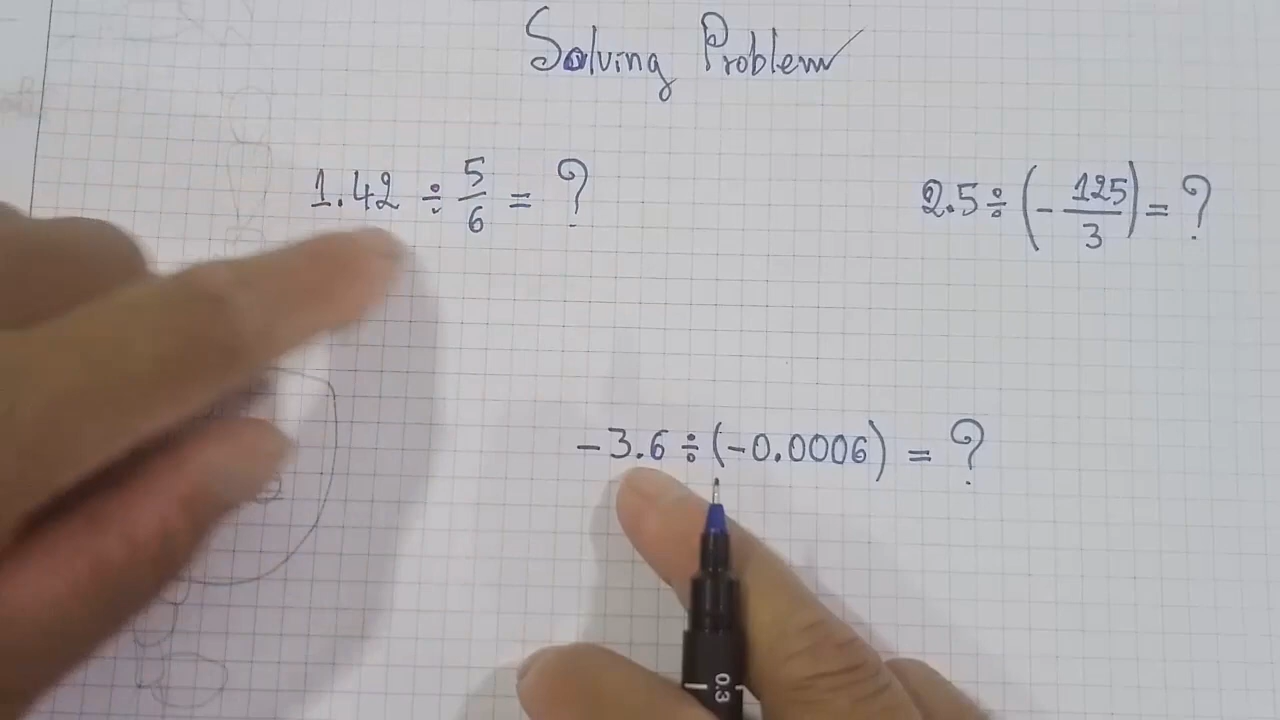 Solving Problem
1.42 ÷ 5/6 = ?
2.5 ÷ (- 125/3) = ?
-3.6 ÷ (-0.0006) = ?
0.3